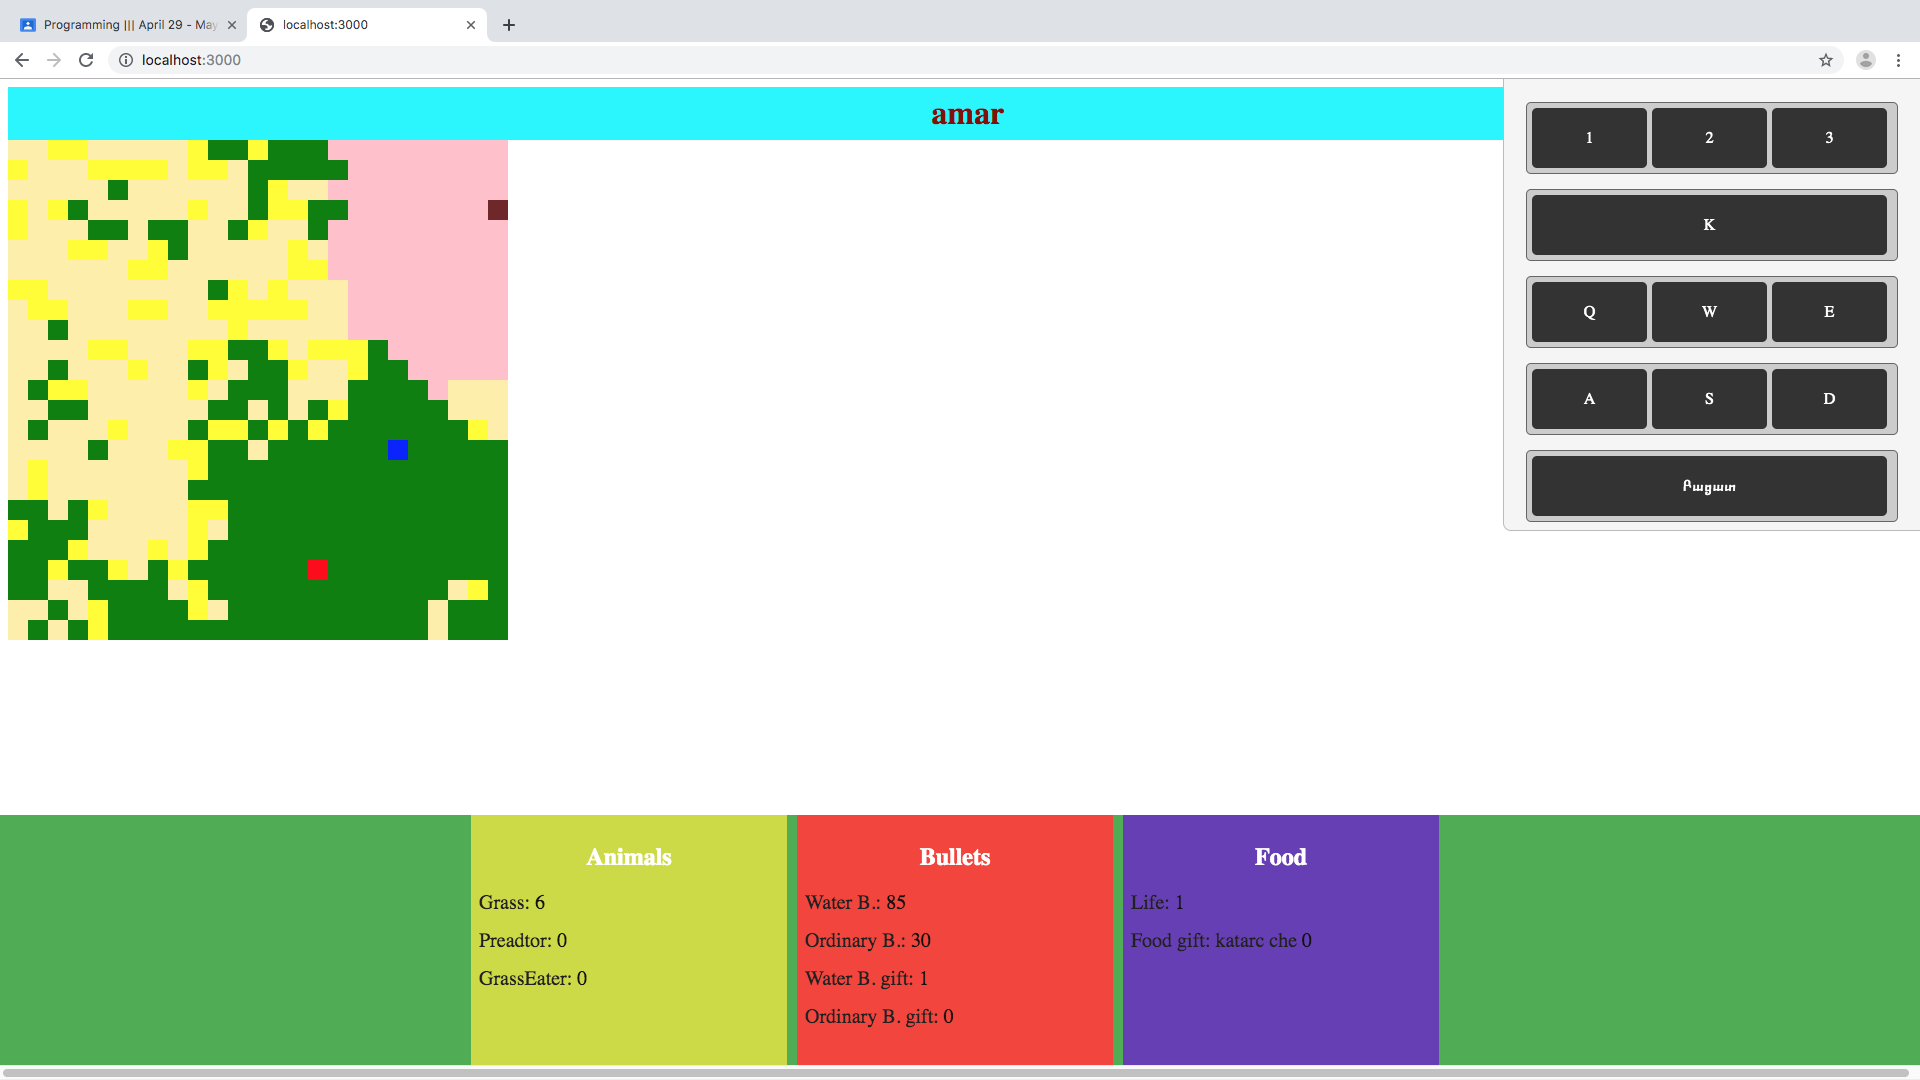 Programming ||| April 29 - May
localhost:3000
localhost:3000
amar
1 2 3
K
Q W E
A S D
Բացատ
Animals
Grass: 6
Preadtor: 0
GrassEater: 0
Bullets
Water B.: 85
Ordinary B.: 30
Water B. gift: 1
Ordinary B. gift: 0
Food
Life: 1
Food gift: katarc che 0